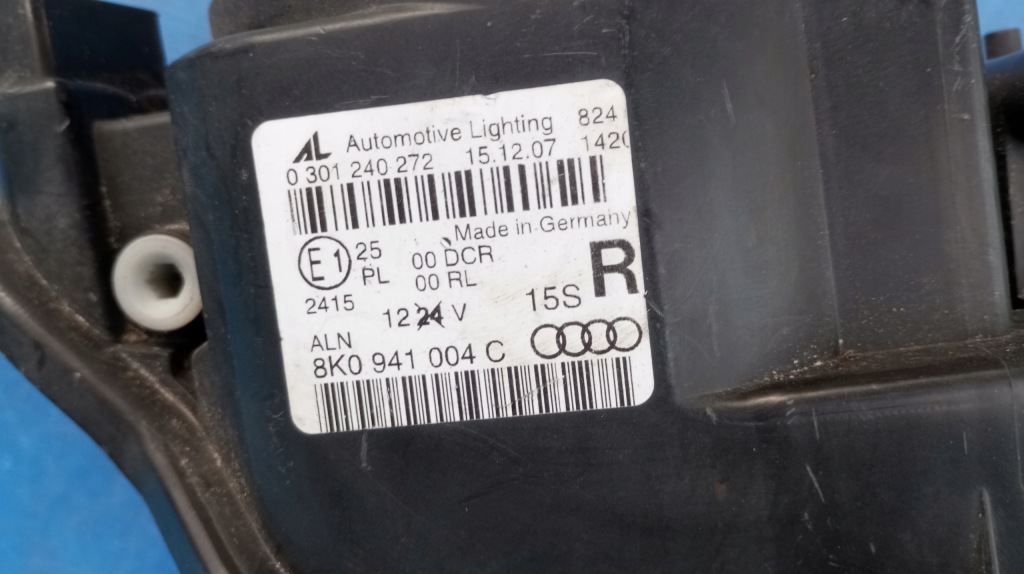 AL Automotive Lighting 824
0 301 240 272 15.12.07 1420
Made in Germany
E1 25 00 DCR R
PL 00 RL
2415 12 24 V 15S
ALN
8K0 941 004 C